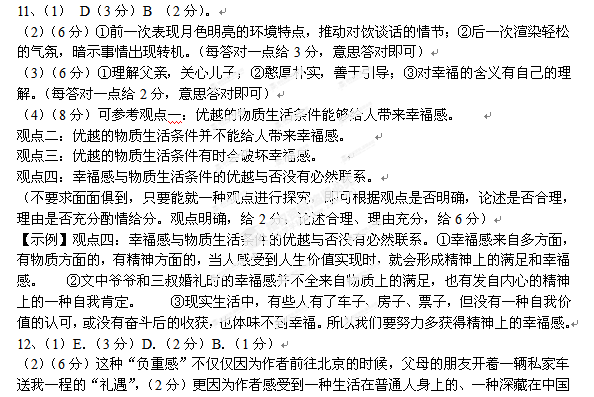 11、（1） D（3 分）B （2 分）。
（2）（6 分）①前一次表现月色明亮的环境特点，推动对饮谈话的情节；②后一次渲染轻松
的气氛，暗示事情出现转机。（每答对一点给 3 分，意思答对即可）
（3）（6 分）①理解父亲，关心儿子；②憨厚朴实，善于引导；③对幸福的含义有自己的理
解。（每答对一点给 2 分，意思答对即可）
（4）（8 分）可参考观点一：优越的物质生活条件能够给人带来幸福感。
观点二：优越的物质生活条件并不能给人带来幸福感。
观点三：优越的物质生活条件有时会破坏幸福感。
观点四：幸福感与物质生活条件的优越与否没有必然联系。
（不要求面面俱到，只要能就一种观点进行探究，即可根据观点是否明确，论述是否合理，
理由是否充分酌情给分。观点明确，给 2 分，论述合理、理由充分，给 6 分）
【示例】观点四：幸福感与物质生活条件的优越与否没有必然联系。①幸福感来自多方面，
有物质方面的，有精神方面的，当人感受到人生价值实现时，就会形成精神上的满足和幸福
感。 ②文中爷爷和三叔婚礼时的幸福感并不全来自物质上的满足，也有发自内心的精神
上的一种自我肯定。 ③现实生活中，有些人有了车子、房子、票子，但没有一种自我价
值的认可，或没有奋斗后的收获，也体味不到幸福。所以我们要努力多获得精神上的幸福感。
12、（1）E.（3 分）D.（2 分）B.（1 分）
（2）（6 分）这种“负重感”不仅仅因为作者前往北京的时候，父母的朋友开着一辆私家车
送我一程的“礼遇”，（2 分）更因为作者感受到一种生活在普通人身上的、一种深藏在中国